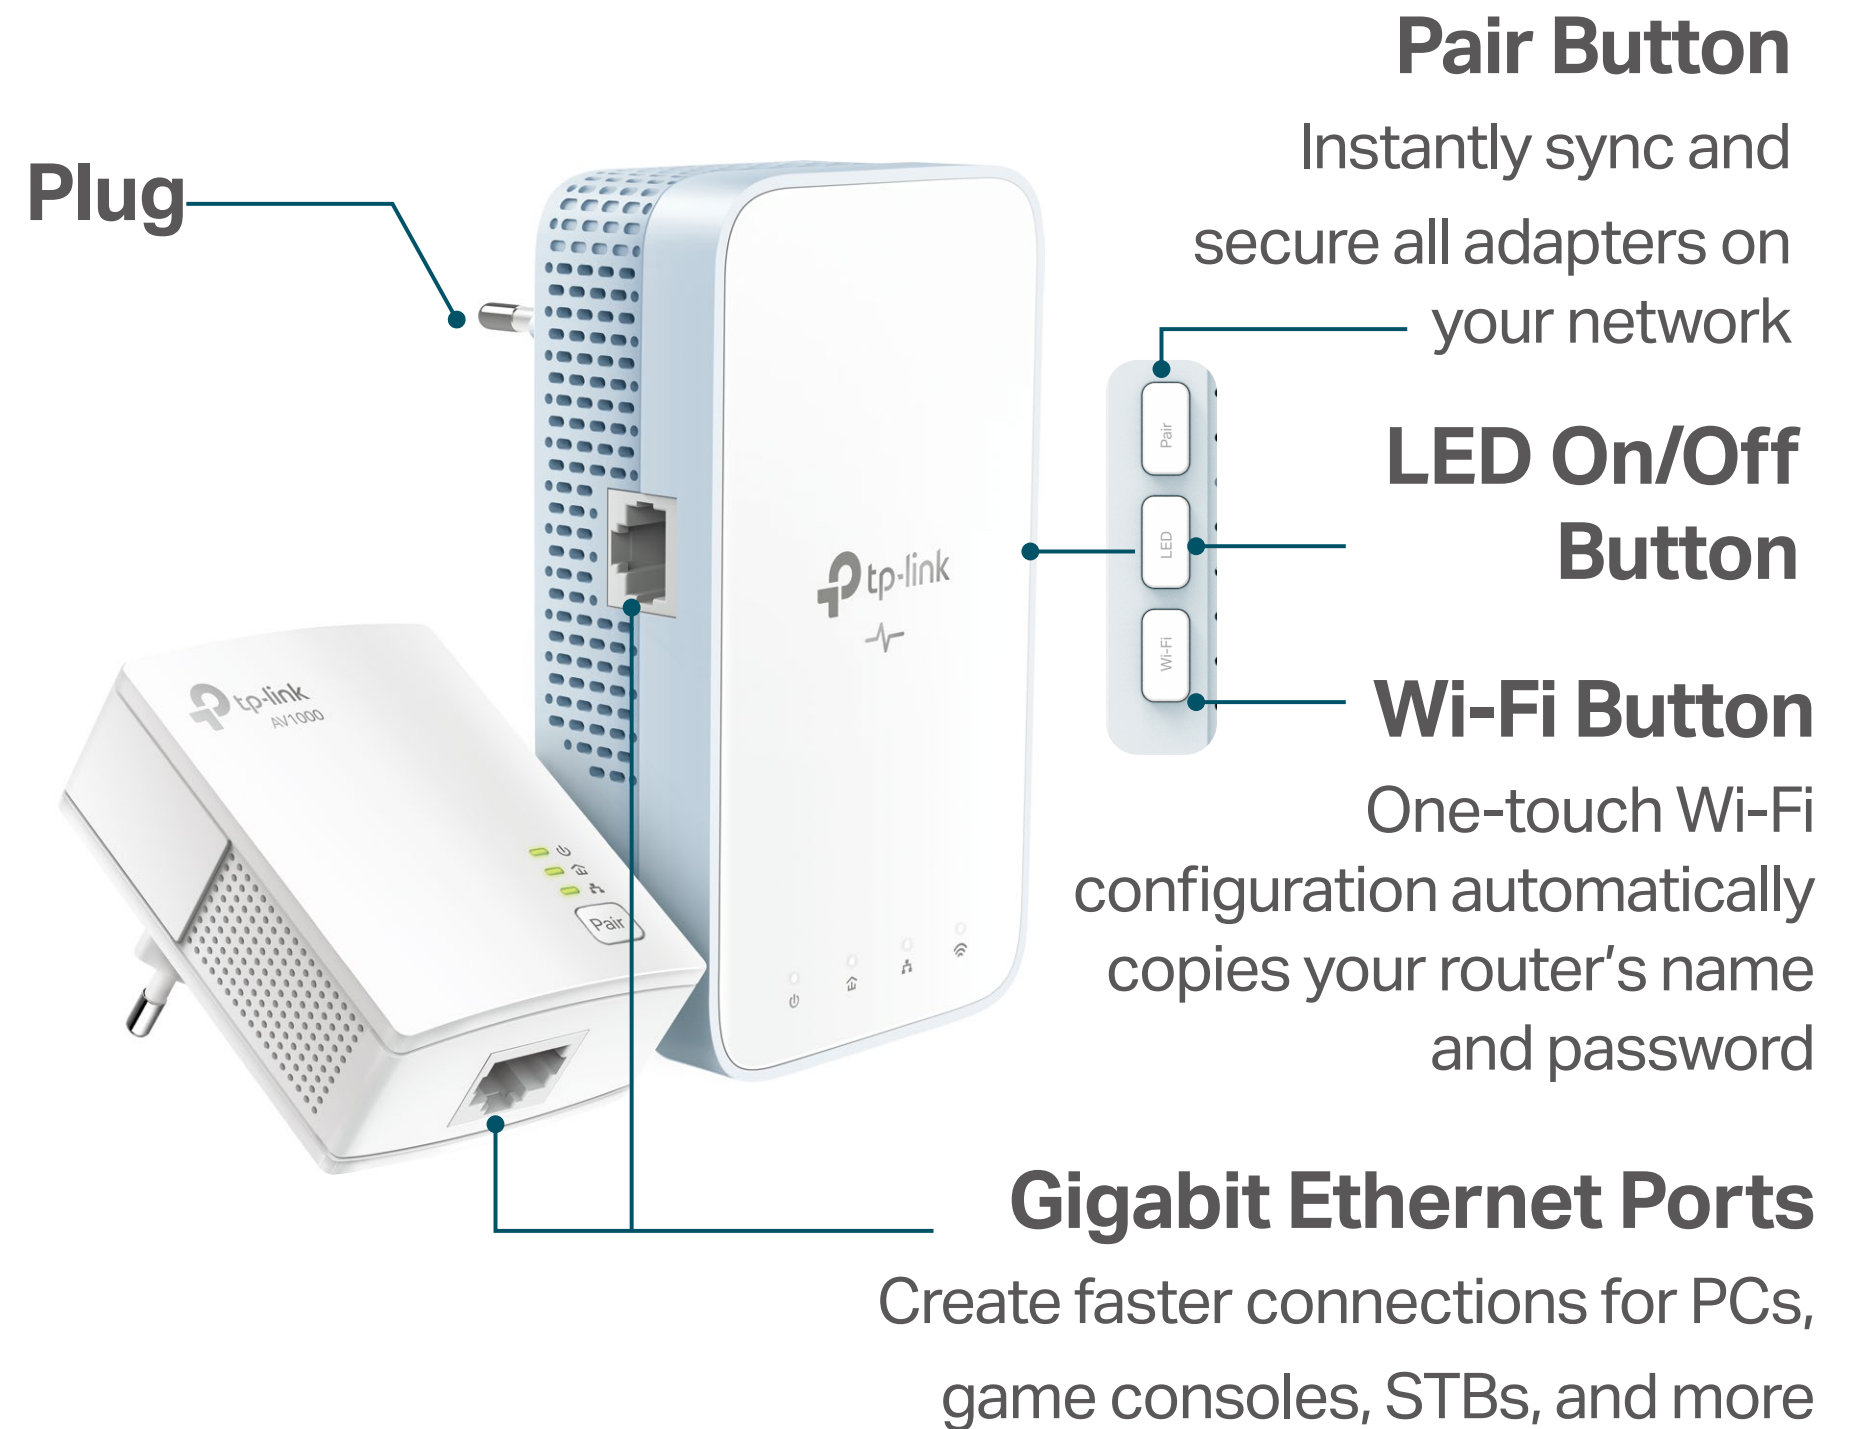 Pair Button
Instantly sync and
secure all adapters on
your network
Plug
Pair
LED On/Off
Button
LED
tp-link
Wi-Fi
Wi-Fi Button
tp-link
AV1000
One-touch Wi-Fi
configuration automatically
copies your router’s name
and password
Pair
Gigabit Ethernet Ports
Create faster connections for PCs,
game consoles, STBs, and more